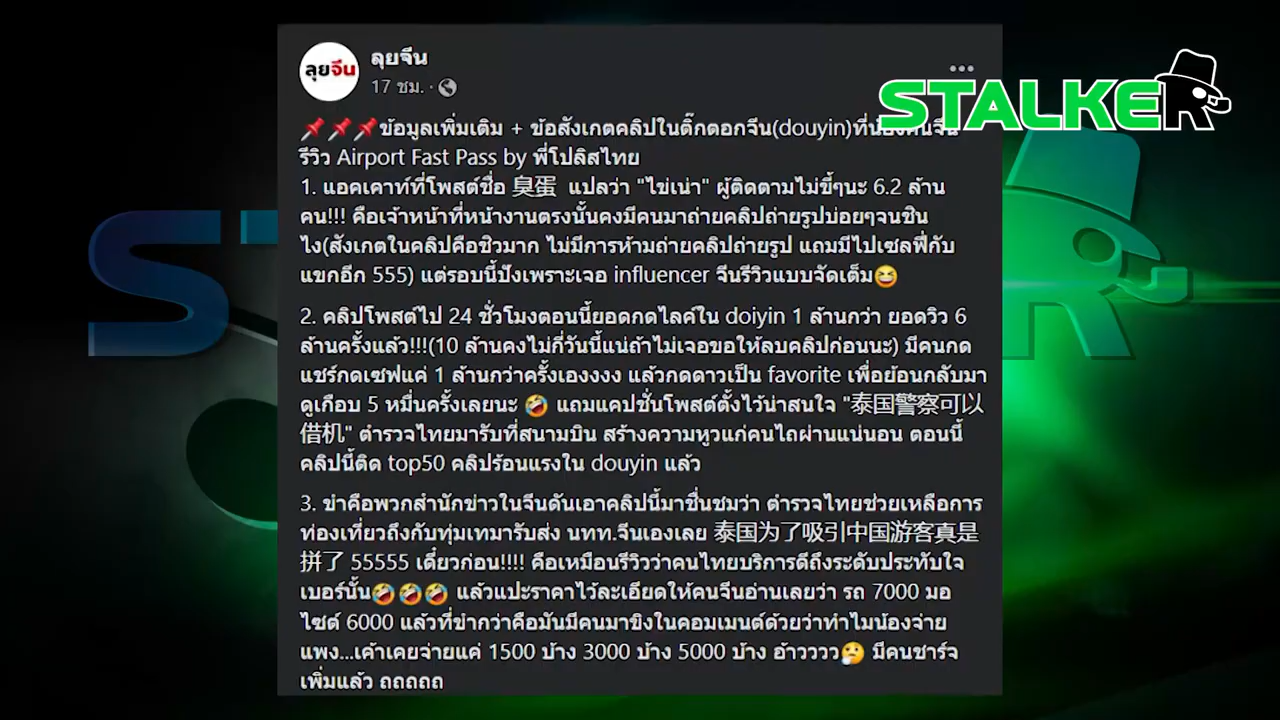 STALKER
ลุยจีน
ลุยจีน
17 ชม. ·
📌📌📌ข้อมูลเพิ่มเติม + ข้อสังเกตคลิปในติ๊กตอกจีน(douyin)ที่น้องคนจีน
รีวิว Airport Fast Pass by พี่โปลิสไทย
1. แอคเคาท์ที่โพสต์ชื่อ 臭蛋 แปลว่า "ไข่เน่า" ผู้ติดตามไม่ขี้ๆนะ 6.2 ล้าน
คน!!! คือเจ้าหน้าที่หน้างานตรงนั้นคงมีคนมาถ่ายคลิปถ่ายรูปบ่อยๆจนชิน
ไง(สังเกตในคลิปคือชิวมาก ไม่มีการห้ามถ่ายคลิปถ่ายรูป แถมมีไปเซลฟี่กับ
แขกอีก 555) แต่รอบนี้ปังเพราะเจอ influencer จีนรีวิวแบบจัดเต็ม😆
2. คลิปโพสต์ไป 24 ชั่วโมงตอนนี้ยอดกดไลค์ใน doiyin 1 ล้านกว่า ยอดวิว 6
ล้านครั้งแล้ว!!!(10 ล้านคงไม่กี่วันนี้แน่ถ้าไม่เจอขอให้ลบคลิปก่อนนะ) มีคนกด
แชร์กดเซฟแค่ 1 ล้านกว่าครั้งเองงงง แล้วกดดาวเป็น favorite เพื่อย้อนกลับมา
ดูเกือบ 5 หมื่นครั้งเลยนะ 🤣 แถมแคปชั่นโพสต์ตั้งไว้น่าสนใจ "泰国警察可以
借机" ตำรวจไทยมารับที่สนามบิน สร้างความหูวแก่คนไถผ่านแน่นอน ตอนนี้
คลิปนี้ติด top50 คลิปร้อนแรงใน douyin แล้ว
3. ขำคือพวกสำนักข่าวในจีนดันเอาคลิปนี้มาชื่นชมว่า ตำรวจไทยช่วยเหลือการ
ท่องเที่ยวถึงกับทุ่มเทมารับส่ง นทท.จีนเองเลย 泰国为了吸引中国游客真是
拼了 55555 เดี๋ยวก่อน!!!! คือเหมือนรีวิวว่าคนไทยบริการดีถึงระดับประทับใจ
เบอร์นั้น🤣🤣🤣 แล้วแปะราคาไว้ละเอียดให้คนจีนอ่านเลยว่า รถ 7000 มอ
ไซต์ 6000 แล้วที่ขำกว่าคือมันมีคนมาขิงในคอมเมนต์ด้วยว่าทำไมน้องจ่าย
แพง...เค้าเคยจ่ายแค่ 1500 บ้าง 3000 บ้าง 5000 บ้าง อ้าวววว🤔 มีคนชาร์จ
เพิ่มแล้ว ถถถถถ